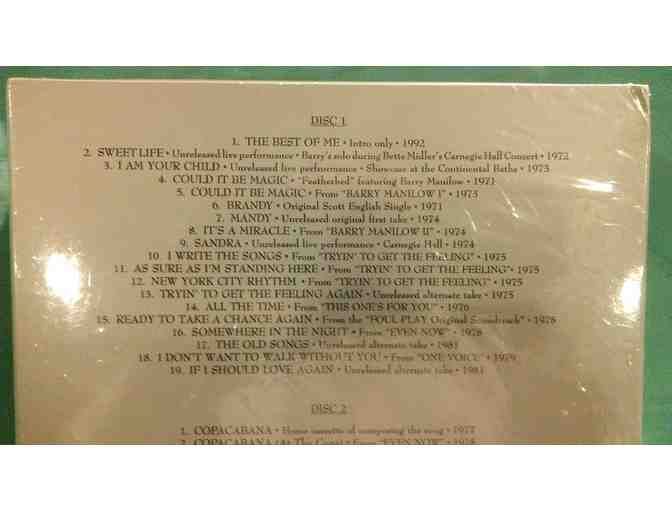 DISC 1
1. THE BEST OF ME • Intro only • 1992
2. SWEET LIFE • Unreleased live performance • Barry's solo during Bette Midler's Carnegie Hall Concert • 1972
3. I AM YOUR CHILD • Unreleased live performance • Showcase at the Continental Baths • 1973
4. COULD IT BE MAGIC • "Featherbed" featuring Barry Manilow • 1971
5. COULD IT BE MAGIC • From "BARRY MANILOW I" • 1973
6. BRANDY • Original Scott English Single • 1971
7. MANDY • Unreleased original first take • 1974
8. IT'S A MIRACLE • From "BARRY MANILOW II" • 1974
9. SANDRA • Unreleased live performance • Carnegie Hall • 1974
10. I WRITE THE SONGS • From "TRYIN' TO GET THE FEELING" • 1975
11. AS SURE AS I'M STANDING HERE • From "TRYIN' TO GET THE FEELING" • 1975
12. NEW YORK CITY RHYTHM • From "TRYIN' TO GET THE FEELING" • 1975
13. TRYIN' TO GET THE FEELING AGAIN • Unreleased alternate take • 1975
14. ALL THE TIME • From "THIS ONE'S FOR YOU" • 1976
15. READY TO TAKE A CHANCE AGAIN • From the "FOUL PLAY Original Soundtrack" • 1978
16. SOMEWHERE IN THE NIGHT • From "EVEN NOW" • 1978
17. THE OLD SONGS • Unreleased alternate take • 1981
18. I DON'T WANT TO WALK WITHOUT YOU • From "ONE VOICE" • 1979
19. IF I SHOULD LOVE AGAIN • Unreleased alternate take • 1981
DISC 2
1. COPACABANA • Home cassette of composing the song • 1977
2. COPACABANA (At The Copa) • From "EVEN NOW" • 1978